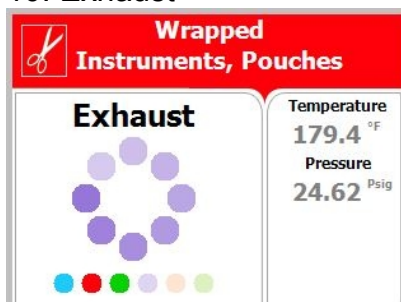 Wrapped
Instruments, Pouches
Exhaust
Temperature
179.4 °F
Pressure
24.62 Psig